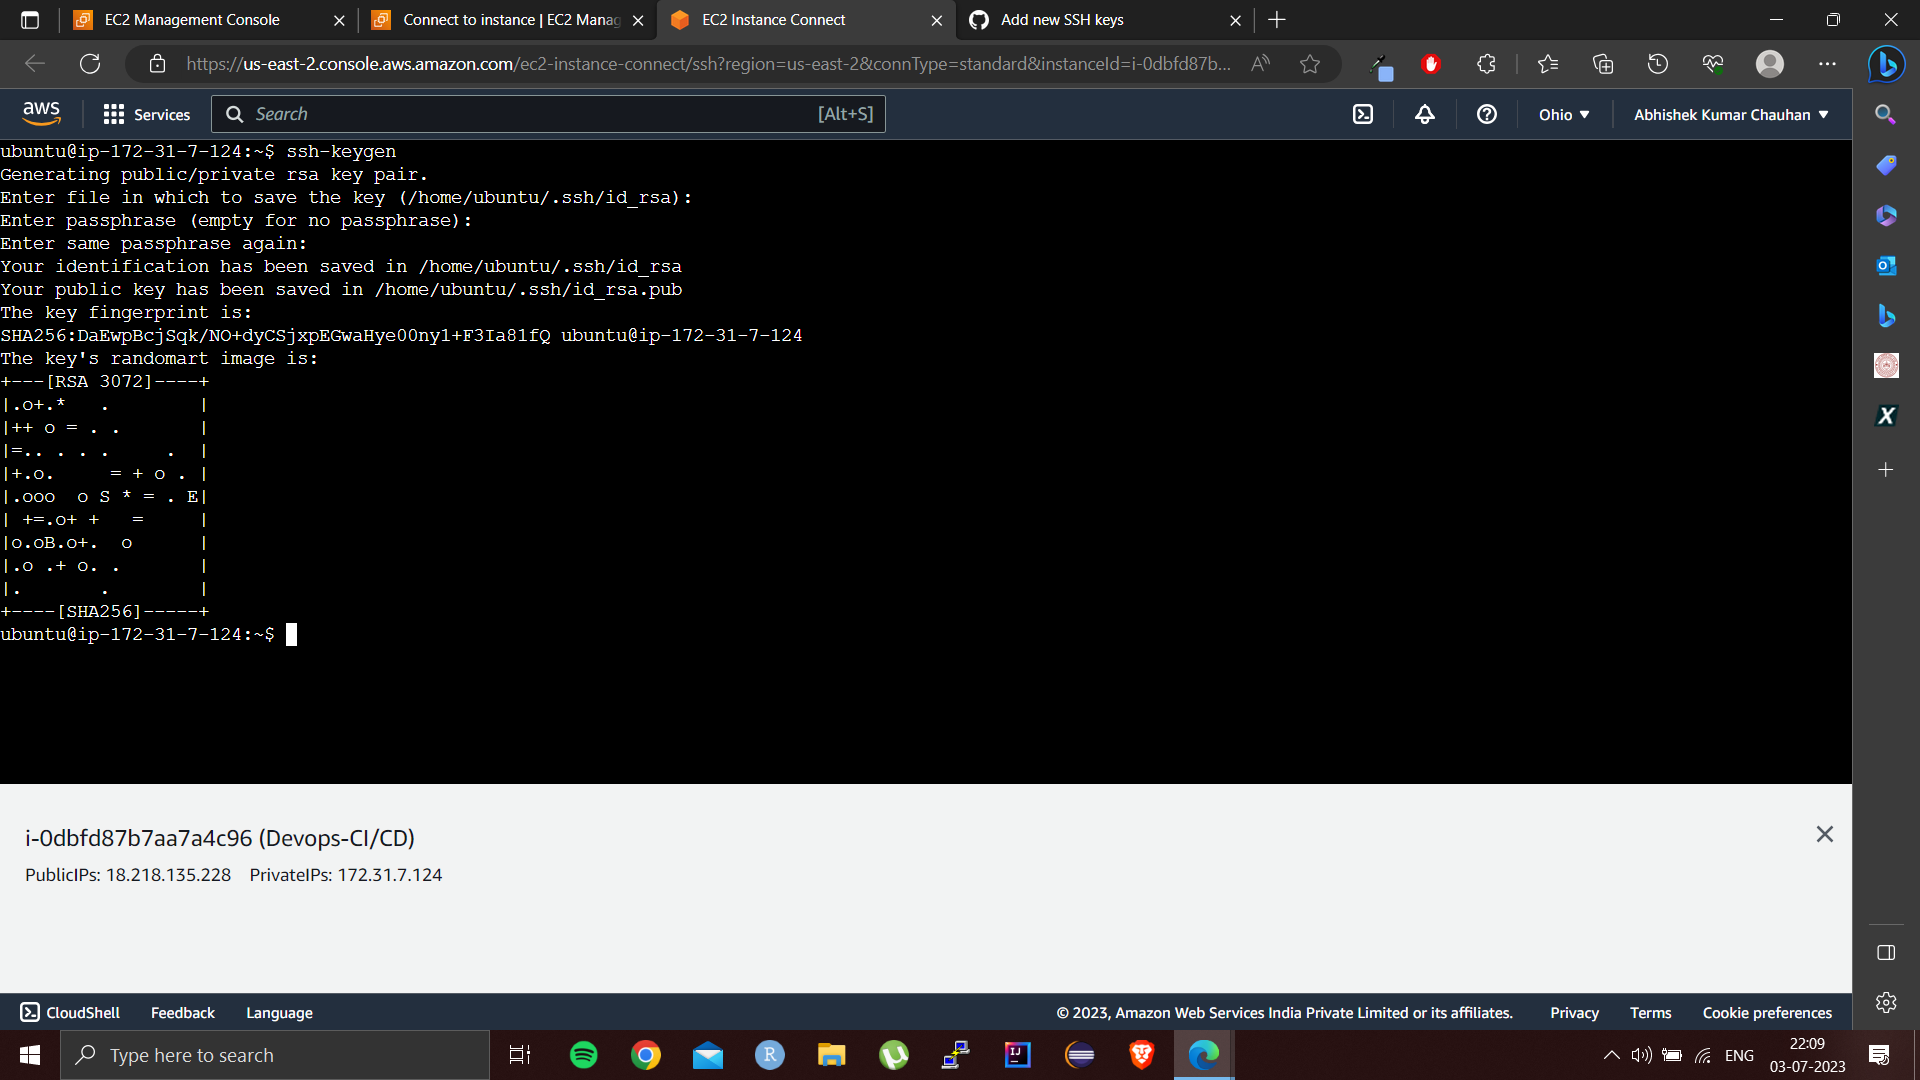 EC2 Management Console
Connect to instance | EC2 Manag
EC2 Instance Connect
Add new SSH keys
https://us-east-2.console.aws.amazon.com/ec2-instance-connect/ssh?region=us-east-2&connType=standard&instanceId=i-0dbfd87b...
aws
Services
Search
[Alt+S]
Ohio
Abhishek Kumar Chauhan
ubuntu@ip-172-31-7-124:~$ ssh-keygen
Generating public/private rsa key pair.
Enter file in which to save the key (/home/ubuntu/.ssh/id_rsa):
Enter passphrase (empty for no passphrase):
Enter same passphrase again:
Your identification has been saved in /home/ubuntu/.ssh/id_rsa
Your public key has been saved in /home/ubuntu/.ssh/id_rsa.pub
The key fingerprint is:
SHA256:DaEwpBcjSqk/NO+dyCSjxpEGwaHye00ny1+F3Ia81fQ ubuntu@ip-172-31-7-124
The key's randomart image is:
+---[RSA 3072]----+
|.o+.*   .        |
|++ o = . .       |
|=.. . . .     .  |
|+.o.     = + o . |
|.ooo  o S * = . E|
| +=.o+ +   =     |
|o.oB.o+.  o      |
|.o .+ o. .       |
|.       .        |
+----[SHA256]-----+
ubuntu@ip-172-31-7-124:~$
i-0dbfd87b7aa7a4c96 (Devops-CI/CD)
PublicIPs: 18.218.135.228 PrivateIPs: 172.31.7.124
CloudShell
Feedback
Language
© 2023, Amazon Web Services India Private Limited or its affiliates.
Privacy
Terms
Cookie preferences
Type here to search
ENG
22:09
03-07-2023